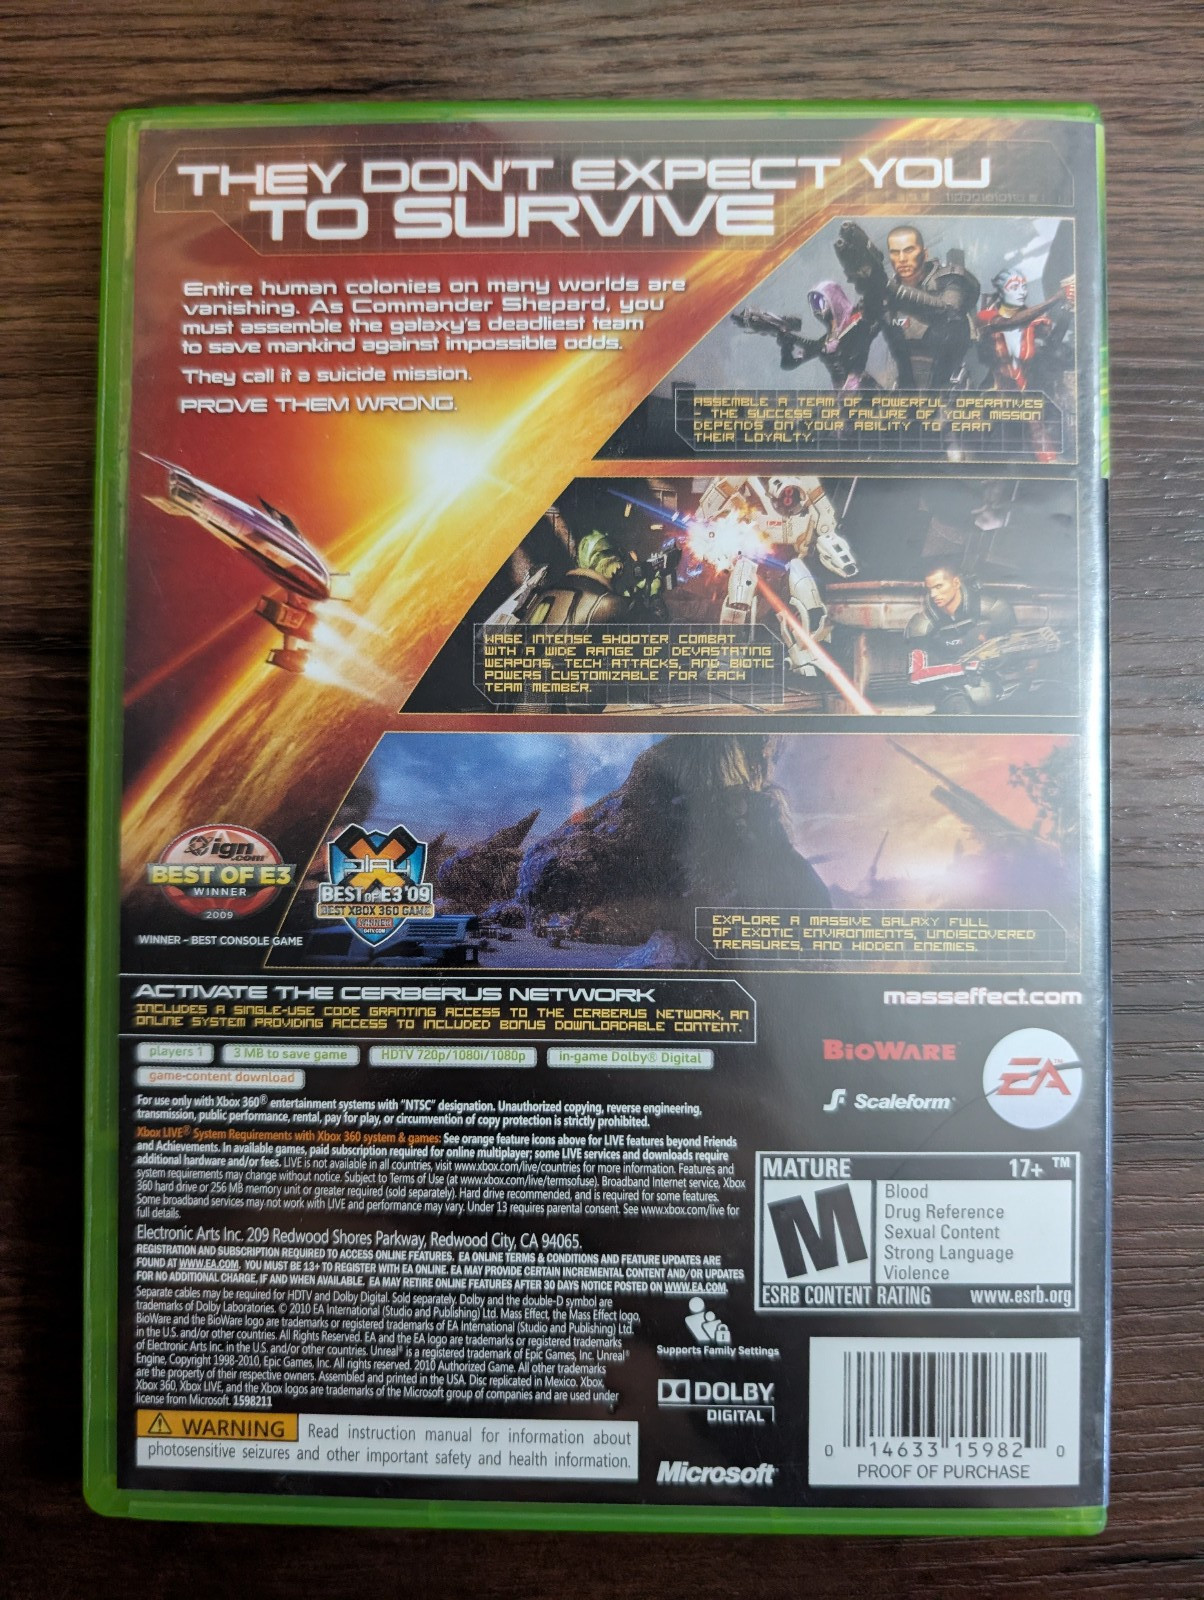 THEY DON'T EXPECT YOU
TO SURVIVE
Entire human colonies on many worlds are
vanishing. As Commander Shepard, you
must assemble the galaxy's deadliest team
to save mankind against impossible odds.
They call it a suicide mission.
PROVE THEM WRONG.
N7
ASSEMBLE A TEAM OF POWERFUL OPERATIVES
- THE SUCCESS OR FAILURE OF YOUR MISSION
DEPENDS ON YOUR ABILITY TO EARN
THEIR LOYALTY.
WAGE INTENSE SHOOTER COMBAT
WITH A WIDE RANGE OF DEVASTATING
WEAPONS, TECH ATTACKS, AND BIOTIC
POWERS CUSTOMIZABLE FOR EACH
TEAM MEMBER.
ign
.com
BEST OF E3
WINNER
2009
WINNER - BEST CONSOLE GAME
X
PLAY
BEST OF E3 '09
BEST XBOX 360 GAME
WINNER
G4TV.COM
EXPLORE A MASSIVE GALAXY FULL
OF EXOTIC ENVIRONMENTS, UNDISCOVERED
TREASURES, AND HIDDEN ENEMIES.
ACTIVATE THE CERBERUS NETWORK
INCLUDES A SINGLE-USE CODE GRANTING ACCESS TO THE CERBERUS NETWORK, AN
ONLINE SYSTEM PROVIDING ACCESS TO INCLUDED BONUS DOWNLOADABLE CONTENT.
masseffect.com
players 1
3 MB to save game
HDTV 720p/1080i/1080p
in-game Dolby® Digital
game-content download
BIOWARE
EA™
Scaleform
For use only with Xbox 360® entertainment systems with "NTSC" designation. Unauthorized copying, reverse engineering,
transmission, public performance, rental, pay for play, or circumvention of copy protection is strictly prohibited.
Xbox LIVE® System Requirements with Xbox 360 system & games: See orange feature icons above for LIVE features beyond Friends
and Achievements. In available games, paid subscription required for online multiplayer; some LIVE services and downloads require
additional hardware and/or fees. LIVE is not available in all countries, visit www.xbox.com/live/countries for more information. Features and
system requirements may change without notice. Subject to Terms of Use (at www.xbox.com/live/termsofuse). Broadband Internet service, Xbox
360 hard drive or 256 MB memory unit or greater required (sold separately). Hard drive recommended, and is required for some features.
Some broadband services may not work with LIVE and performance may vary. Under 13 requires parental consent. See www.xbox.com/live for
full details.
Electronic Arts Inc. 209 Redwood Shores Parkway, Redwood City, CA 94065.
REGISTRATION AND SUBSCRIPTION REQUIRED TO ACCESS ONLINE FEATURES. EA ONLINE TERMS & CONDITIONS AND FEATURE UPDATES ARE
FOUND AT WWW.EA.COM. YOU MUST BE 13+ TO REGISTER WITH EA ONLINE. EA MAY PROVIDE CERTAIN INCREMENTAL CONTENT AND/OR UPDATES
FOR NO ADDITIONAL CHARGE, IF AND WHEN AVAILABLE. EA MAY RETIRE ONLINE FEATURES AFTER 30 DAYS NOTICE POSTED ON WWW.EA.COM.
Separate cables may be required for HDTV and Dolby Digital. Sold separately. Dolby and the double-D symbol are
trademarks of Dolby Laboratories. © 2010 EA International (Studio and Publishing) Ltd. Mass Effect, the Mass Effect logo,
BioWare and the BioWare logo are trademarks or registered trademarks of EA International (Studio and Publishing) Ltd.
in the U.S. and/or other countries. All Rights Reserved. EA and the EA logo are trademarks or registered trademarks
of Electronic Arts Inc. in the U.S. and/or other countries. Unreal® is a registered trademark of Epic Games, Inc. Unreal®
Engine, Copyright 1998-2010, Epic Games, Inc. All rights reserved. 2010 Authorized Game. All other trademarks
are the property of their respective owners. Assembled and printed in the USA. Disc replicated in Mexico. Xbox,
Xbox 360, Xbox LIVE, and the Xbox logos are trademarks of the Microsoft group of companies and are used under
license from Microsoft. 1598211
WARNING Read instruction manual for information about
photosensitive seizures and other important safety and health information.
Supports Family Settings
DOLBY
DIGITAL
Microsoft
MATURE 17+ ™
M
Blood
Drug Reference
Sexual Content
Strong Language
Violence
ESRB CONTENT RATING www.esrb.org
0 14633 15982 0
PROOF OF PURCHASE